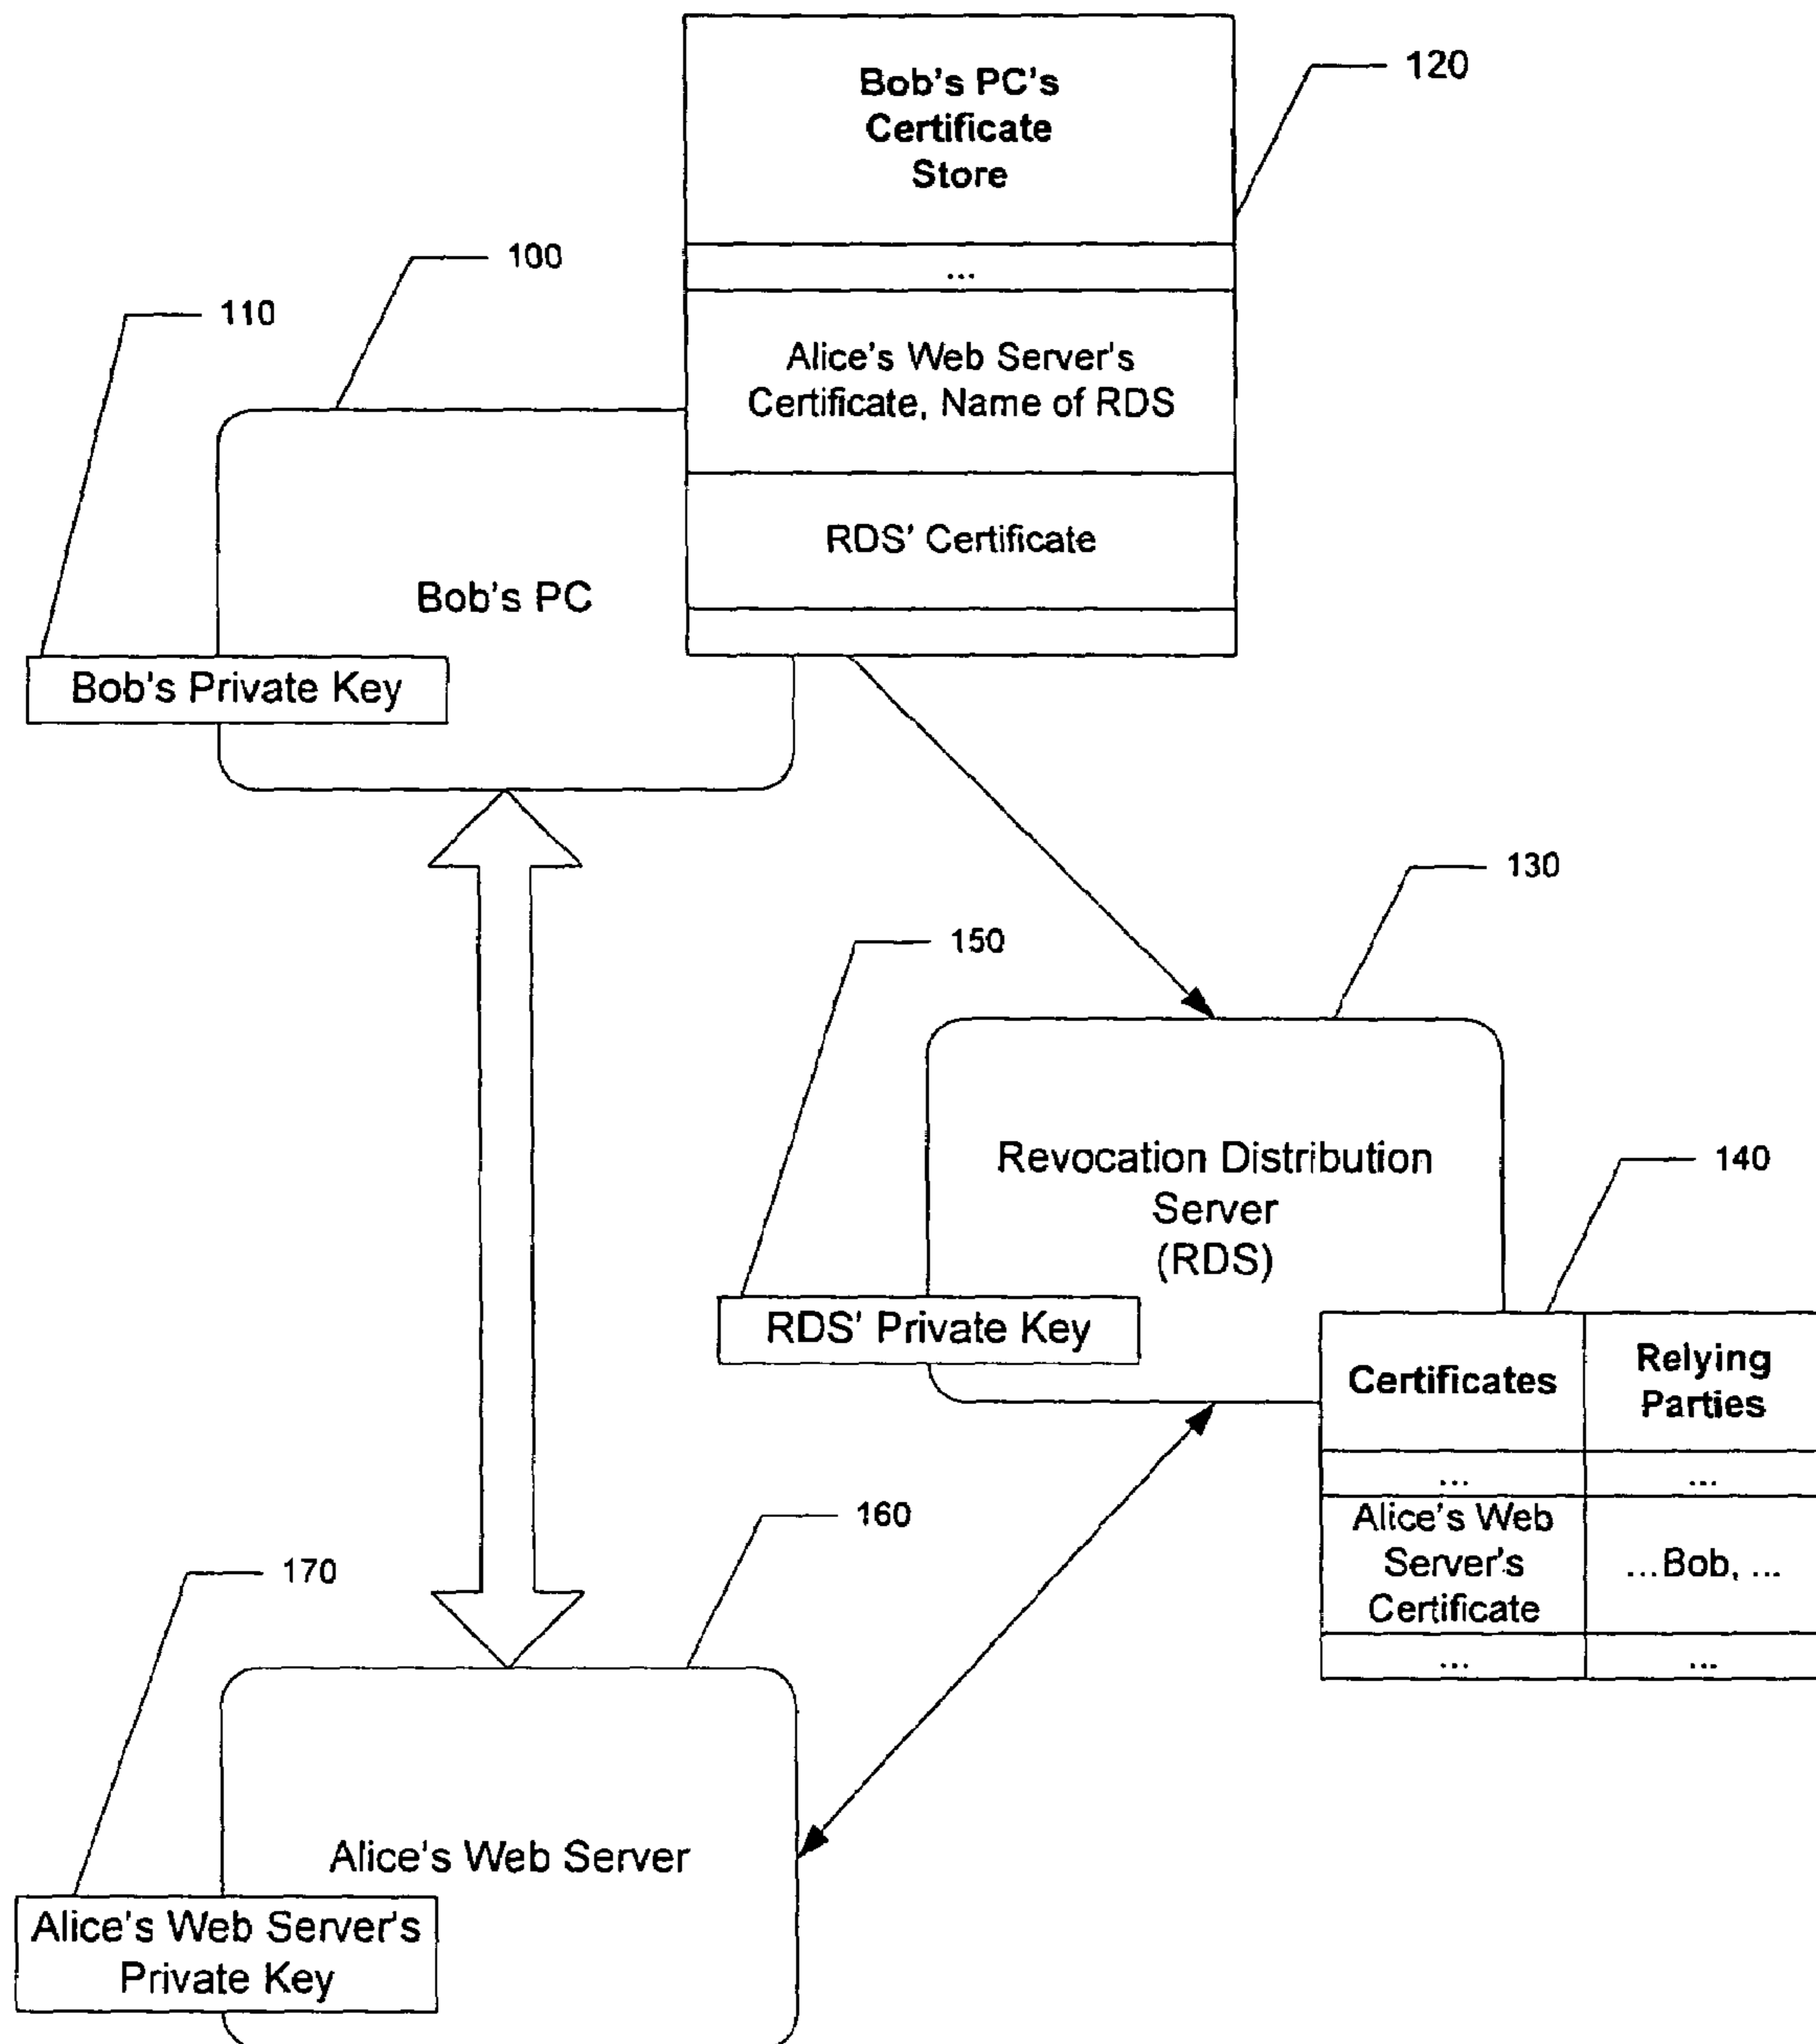 Bob's PC's
Certificate
Store
120
...
100
110
Alice's Web Server's
Certificate, Name of RDS
RDS' Certificate
Bob's PC
Bob's Private Key
130
150
Revocation Distribution
Server
(RDS)
140
RDS' Private Key
Certificates
Relying
Parties
...
...
Alice's Web
Server's
Certificate
...Bob, ...
...
...
160
170
Alice's Web Server
Alice's Web Server's
Private Key